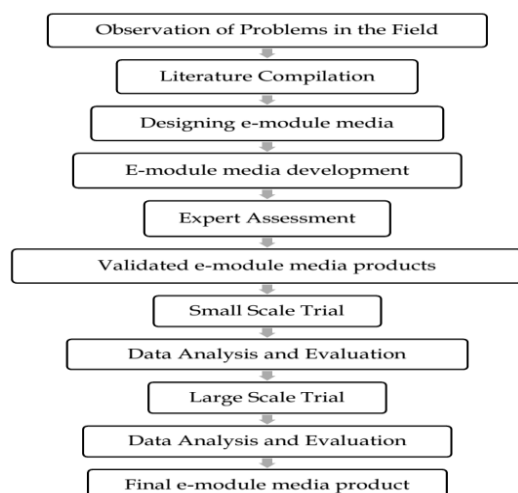 Observation of Problems in the Field
Literature Compilation
Designing e-module media
E-module media development
Expert Assessment
Validated e-module media products
Small Scale Trial
Data Analysis and Evaluation
Large Scale Trial
Data Analysis and Evaluation
Final e-module media product